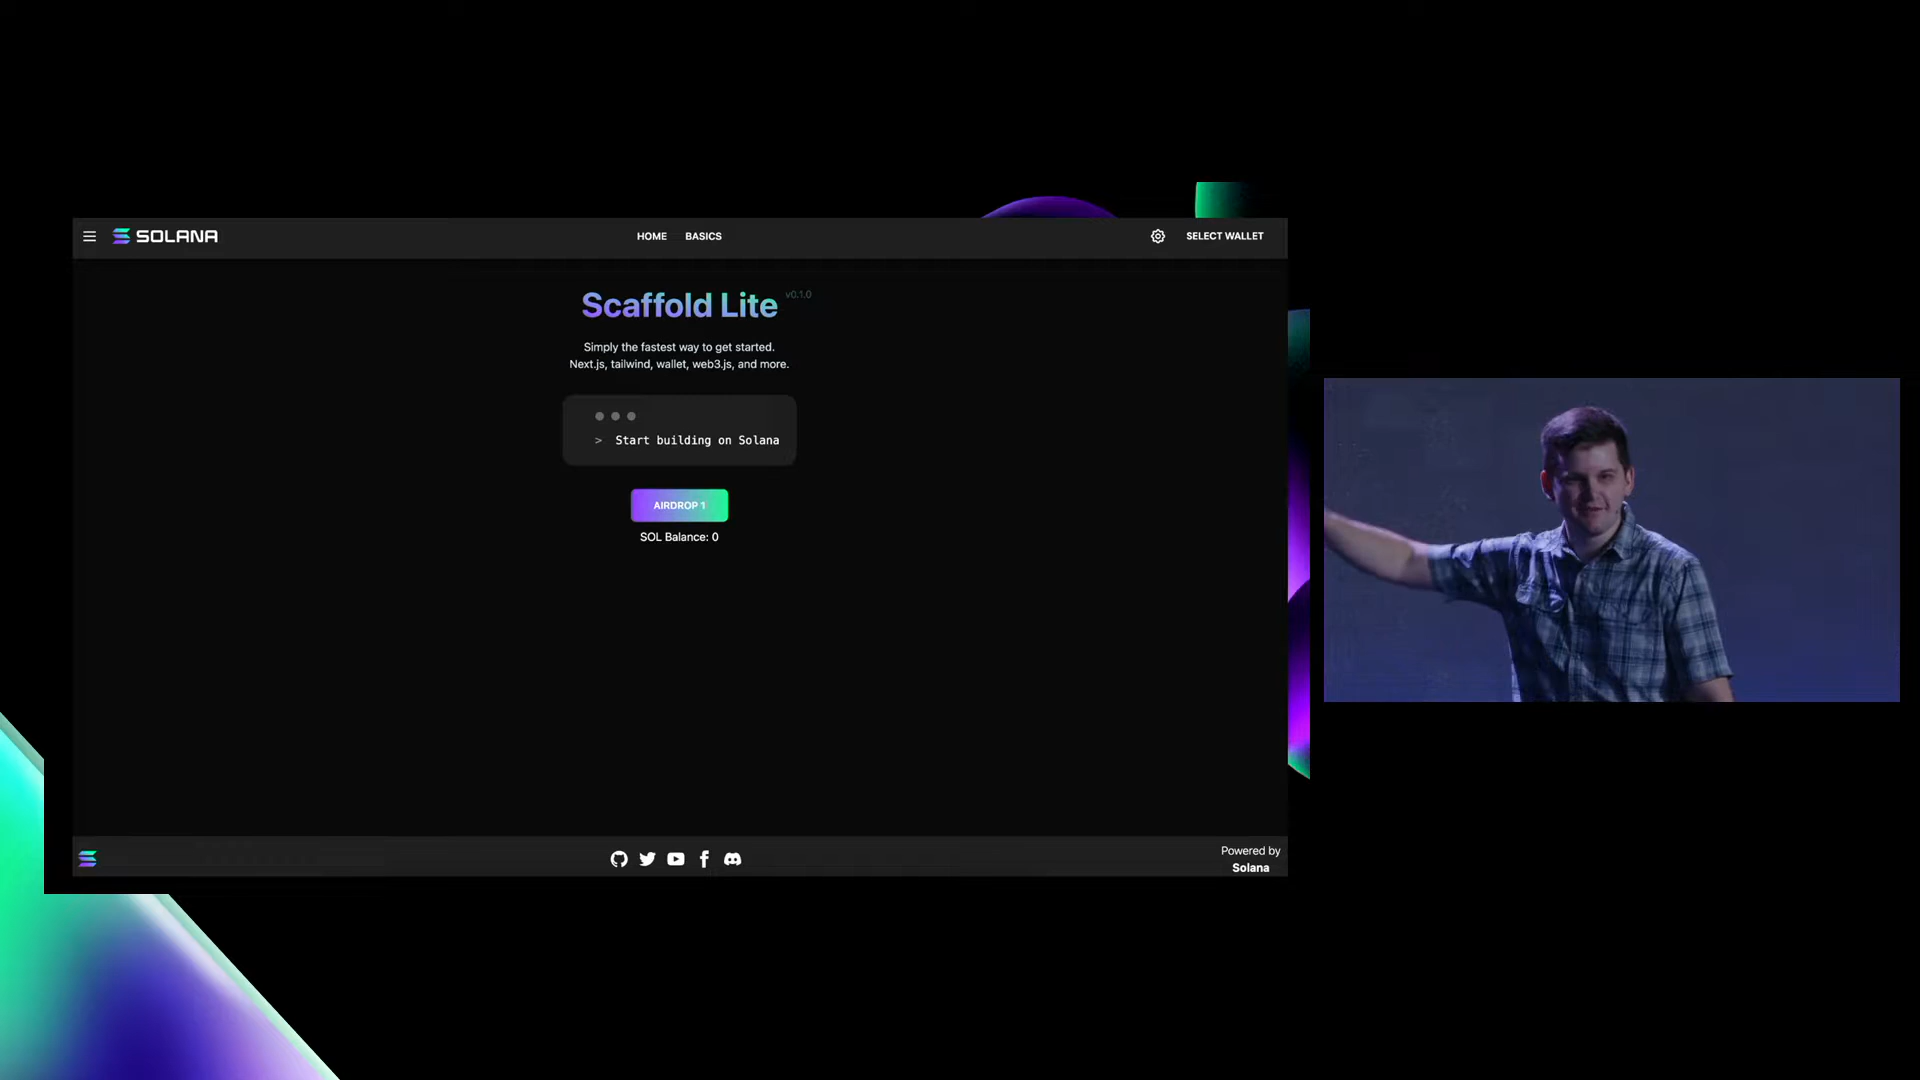 SOLANA
HOME BASICS
SELECT WALLET
Scaffold Lite v0.1.0
Simply the fastest way to get started.
Next.js, tailwind, wallet, web3.js, and more.
> Start building on Solana
AIRDROP 1
SOL Balance: 0
Powered by
Solana